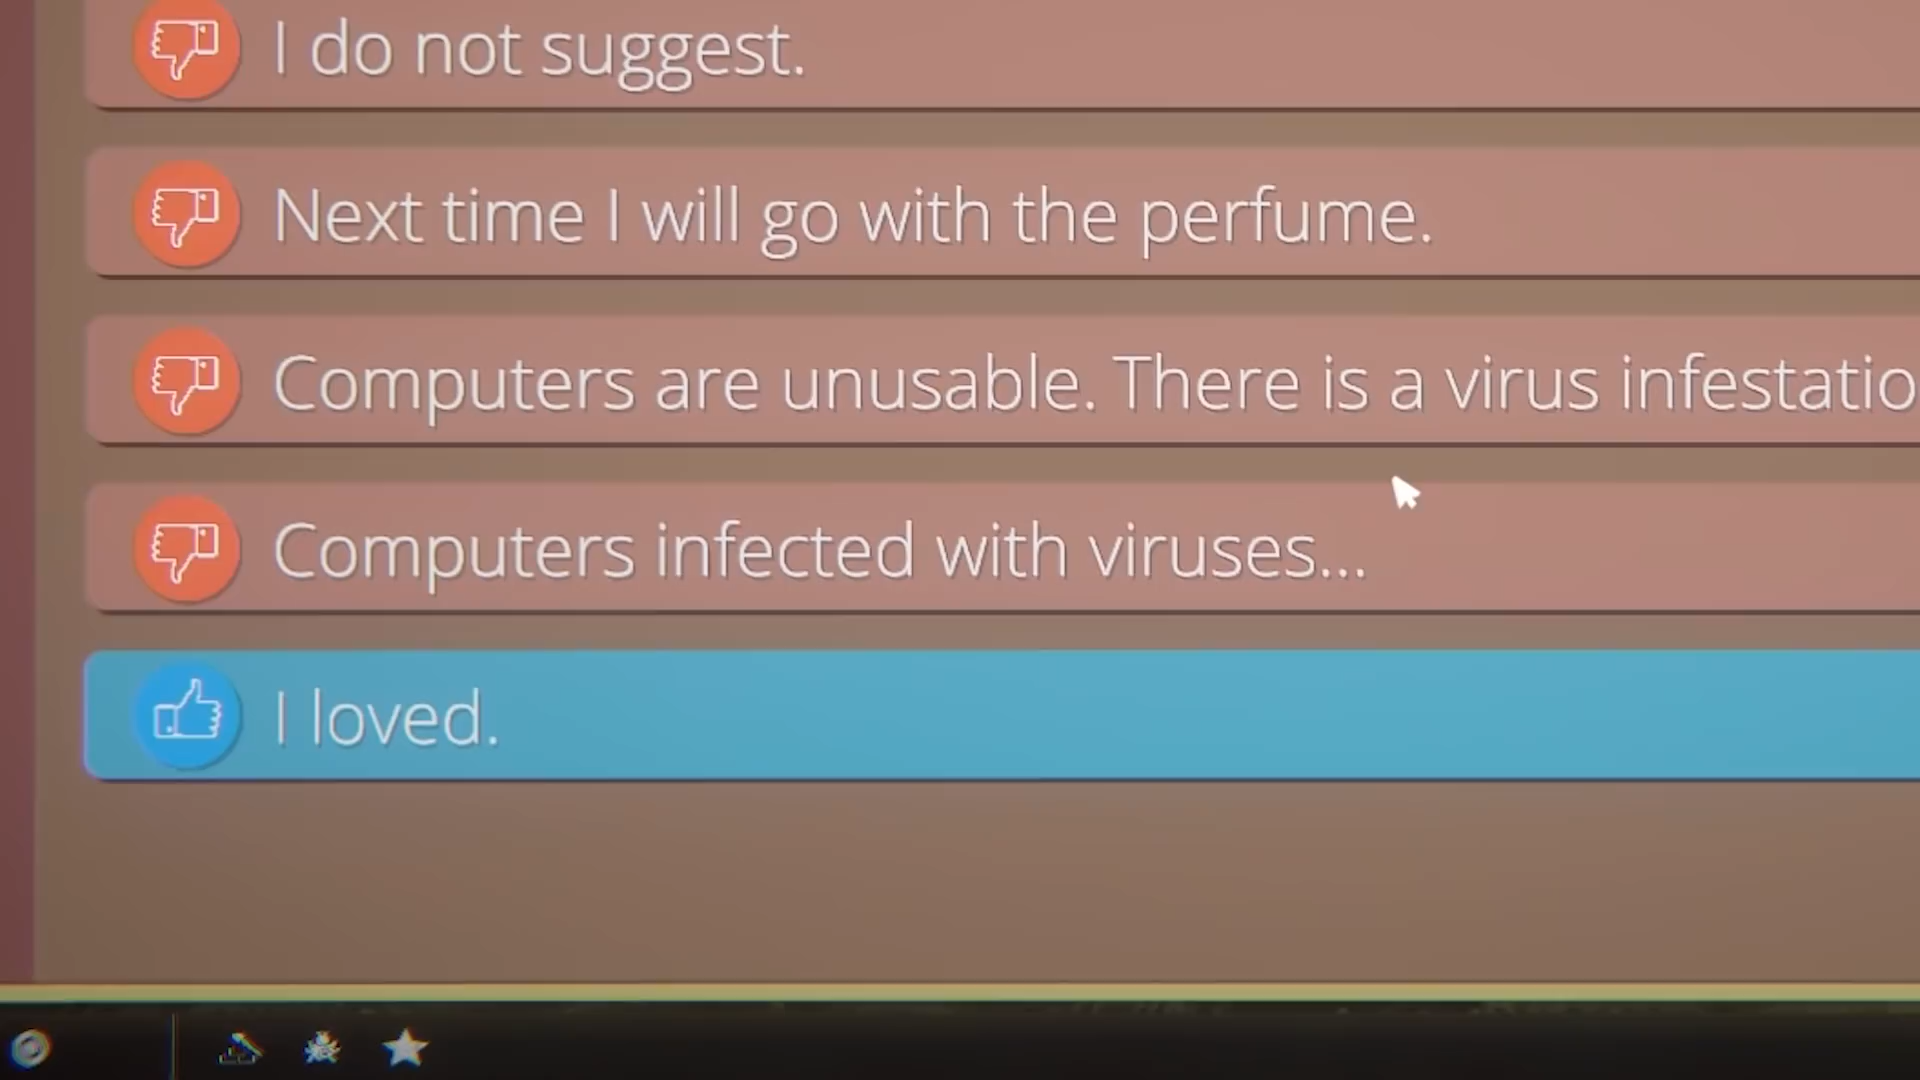 I do not suggest.
Next time I will go with the perfume.
Computers are unusable. There is a virus infestatio
Computers infected with viruses...
I loved.